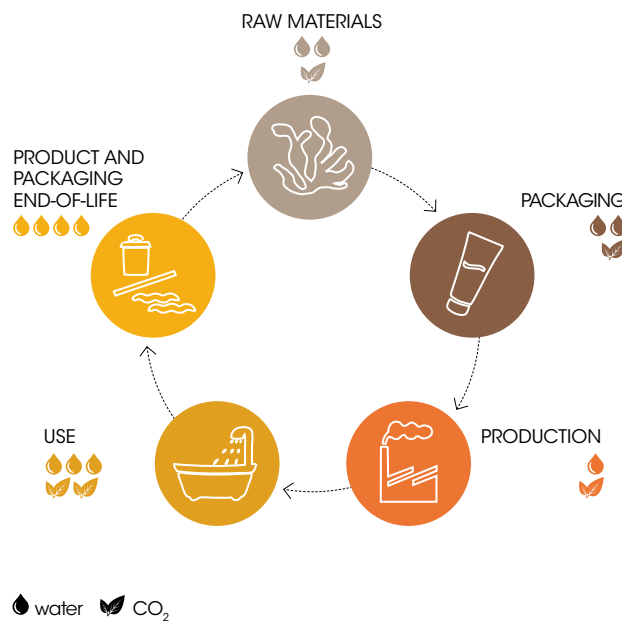 RAW MATERIALS
PRODUCT AND
PACKAGING
END-OF-LIFE
PACKAGING
USE
PRODUCTION
water CO₂